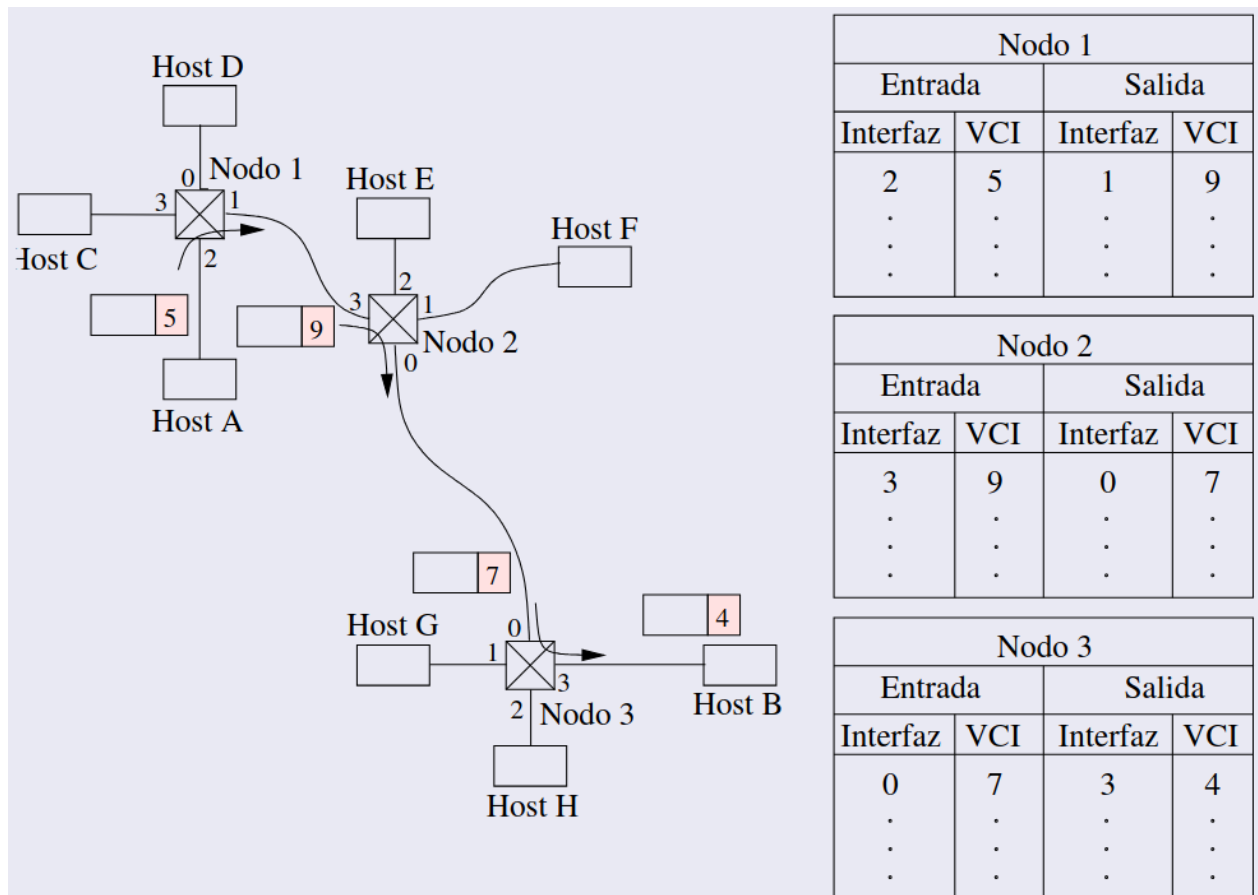 Host D
Nodo 1
0
3
1
2
Host C
5
Host A
Host E
Host F
2
3
1
0
9
Nodo 2
7
Host G
0
1
3
2
4
Nodo 3
Host B
Host H
Nodo 1
Entrada Salida
Interfaz VCI Interfaz VCI
2 5 1 9
Nodo 2
Entrada Salida
Interfaz VCI Interfaz VCI
3 9 0 7
Nodo 3
Entrada Salida
Interfaz VCI Interfaz VCI
0 7 3 4